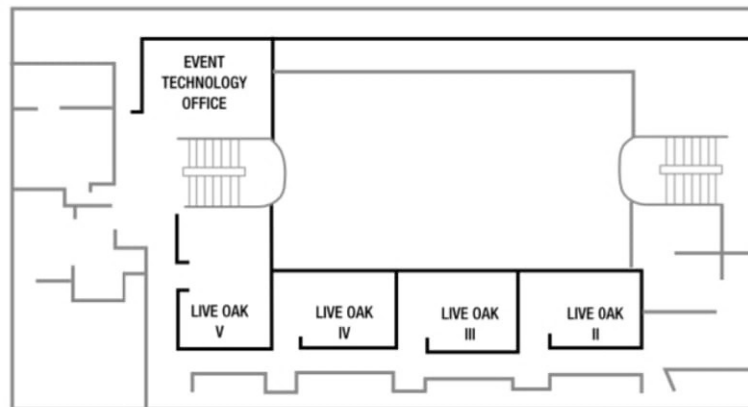 EVENT
TECHNOLOGY
OFFICE
LIVE OAK
V
LIVE OAK
IV
LIVE OAK
III
LIVE OAK
II